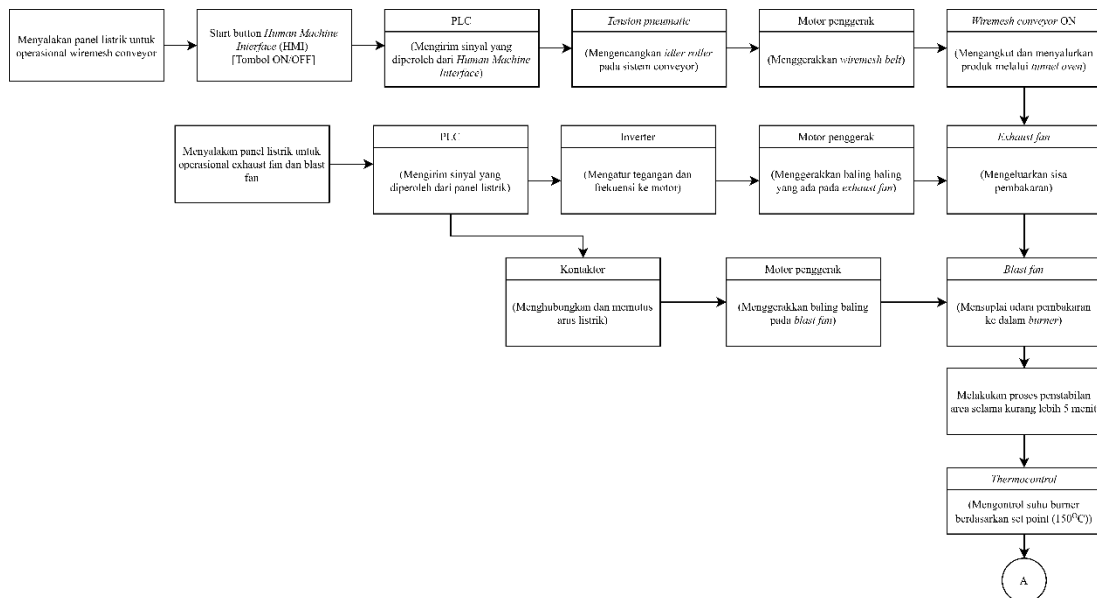 Menyalakan panel listrik untuk
operasional wiremesh conveyor
Start button Human Machine
Interface (HMI)
[Tombol ON/OFF]
PLC
(Mengirim sinyal yang
diperoleh dari Human Machine
Interface)
Tension pneumatic
(Mengencangkan idler roller
pada sistem conveyor)
Motor penggerak
(Menggerakkan wiremesh belt)
Wiremesh conveyor ON
(Mengangkut dan menyalurkan
produk melalui tunnel oven)
Menyalakan panel listrik untuk
operasional exhaust fan dan blast
fan
PLC
(Mengirim sinyal yang
diperoleh dari panel listrik)
Inverter
(Mengatur tegangan dan
frekuensi ke motor)
Motor penggerak
(Menggerakkan baling baling
yang ada pada exhaust fan)
Exhaust fan
(Mengeluarkan sisa
pembakaran)
Kontaktor
(Menghubungkan dan memutus
arus listrik)
Motor penggerak
(Menggerakkan baling baling
pada blast fan)
Blast fan
(Mensuplai udara pembakaran
ke dalam burner)
Melakukan proses penstabilan
area selama kurang lebih 5 menit
Thermocontrol
(Mengontrol suhu burner
berdasarkan set point (150°C))
A